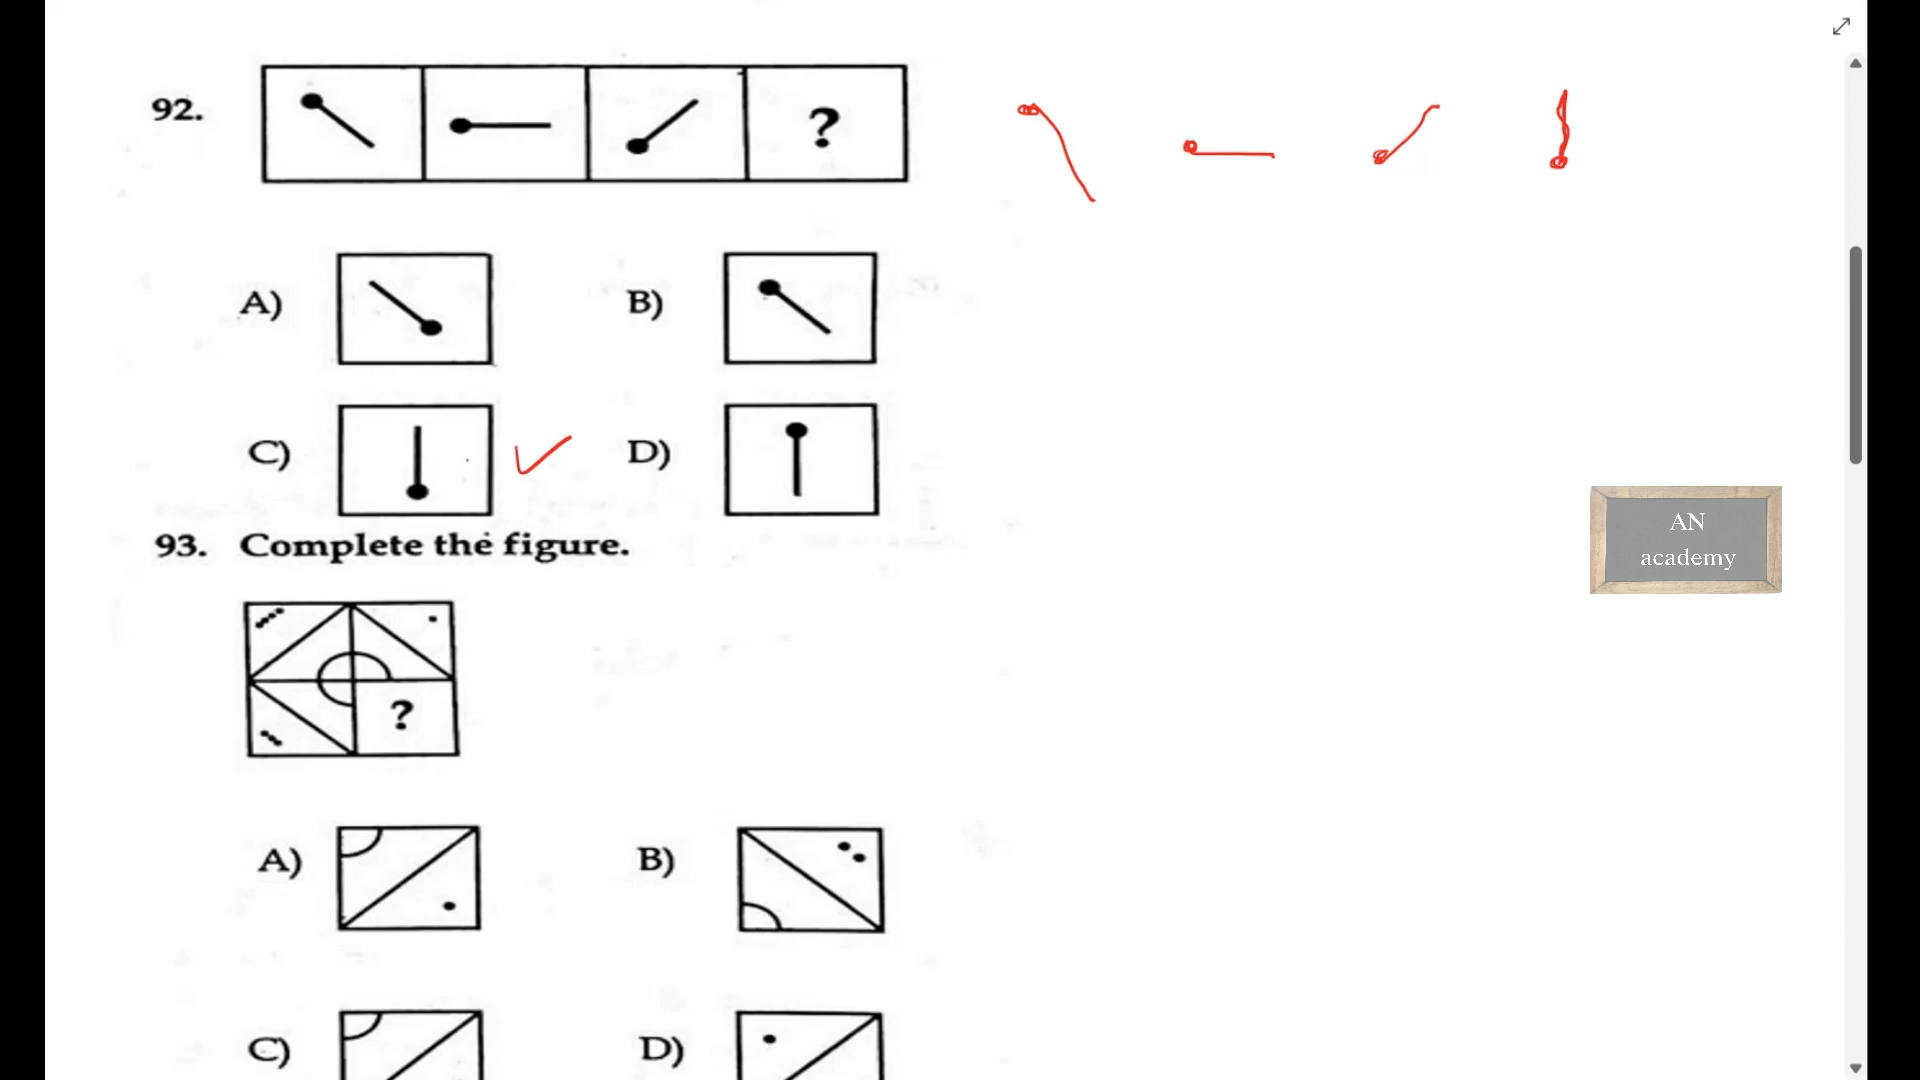 92.
?
A)
B)
C)
D)
93. Complete the figure.
?
A)
B)
C)
D)
AN
academy